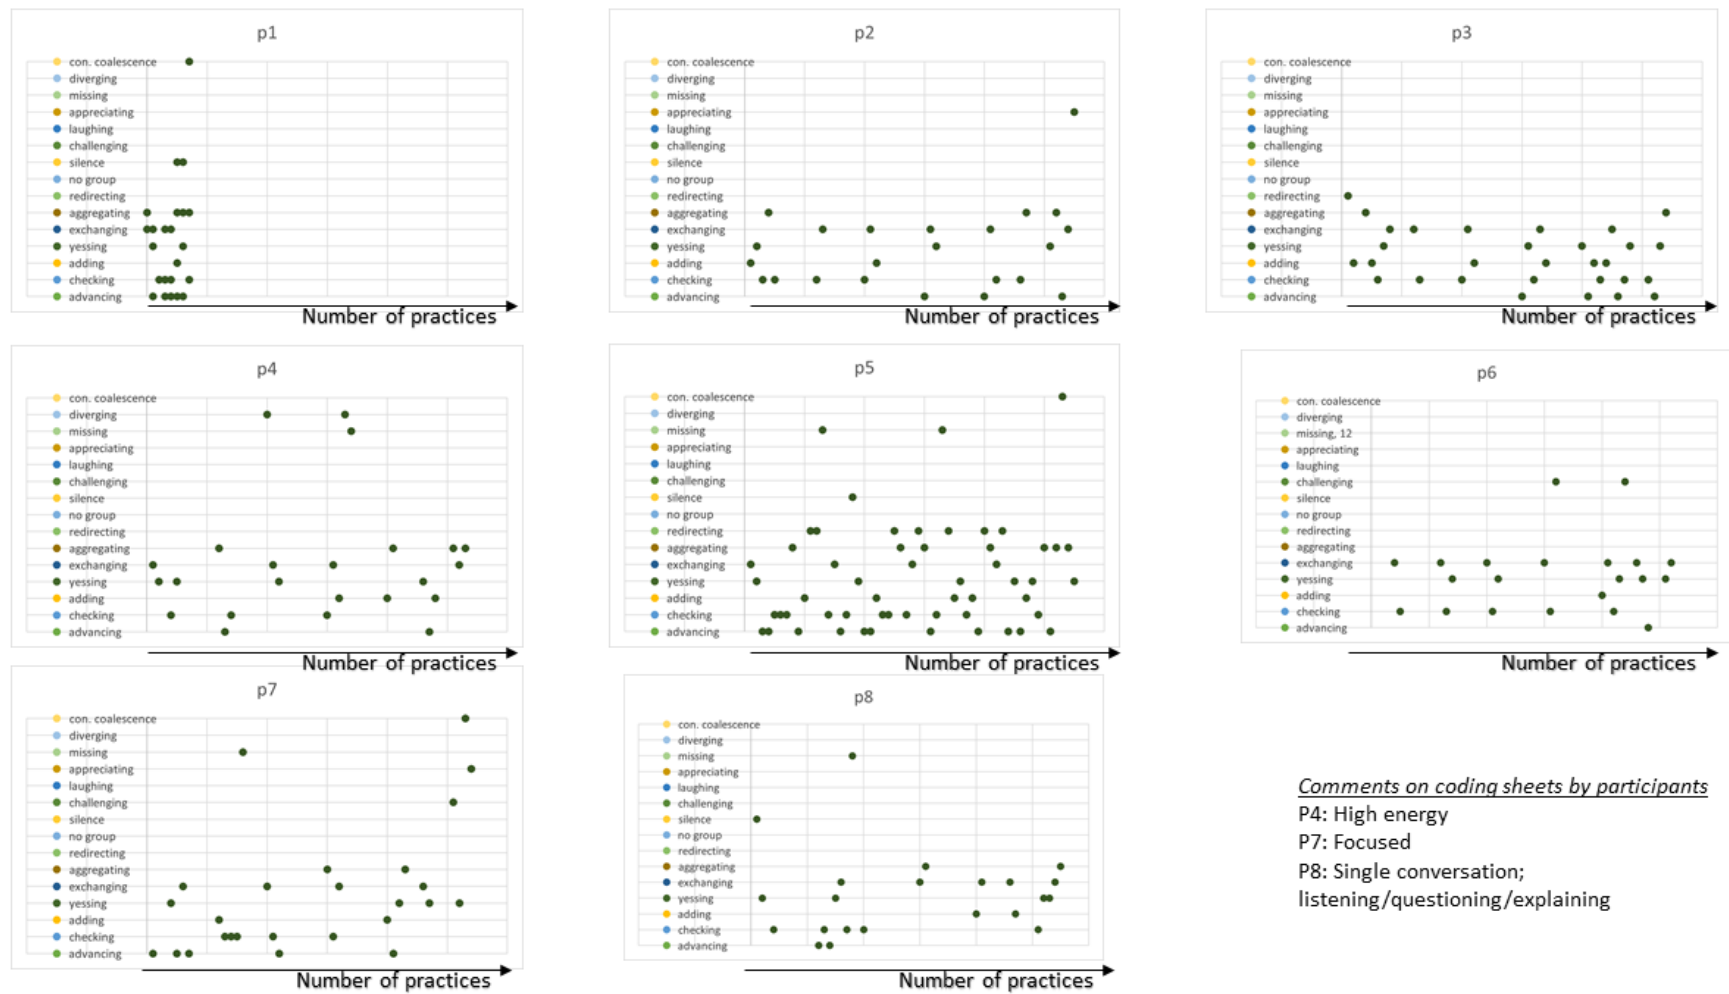 p1
con. coalescence
diverging
missing
appreciating
laughing
challenging
silence
no group
redirecting
aggregating
exchanging
yessing
adding
checking
advancing
Number of practices
p2
con. coalescence
diverging
missing
appreciating
laughing
challenging
silence
no group
redirecting
aggregating
exchanging
yessing
adding
checking
advancing
Number of practices
p3
con. coalescence
diverging
missing
appreciating
laughing
challenging
silence
no group
redirecting
aggregating
exchanging
yessing
adding
checking
advancing
Number of practices
p4
con. coalescence
diverging
missing
appreciating
laughing
challenging
silence
no group
redirecting
aggregating
exchanging
yessing
adding
checking
advancing
Number of practices
p5
con. coalescence
diverging
missing
appreciating
laughing
challenging
silence
no group
redirecting
aggregating
exchanging
yessing
adding
checking
advancing
Number of practices
p6
con. coalescence
diverging
missing, 12
appreciating
laughing
challenging
silence
no group
redirecting
aggregating
exchanging
yessing
adding
checking
advancing
Number of practices
p7
con. coalescence
diverging
missing
appreciating
laughing
challenging
silence
no group
redirecting
aggregating
exchanging
yessing
adding
checking
advancing
Number of practices
p8
con. coalescence
diverging
missing
appreciating
laughing
challenging
silence
no group
redirecting
aggregating
exchanging
yessing
adding
checking
advancing
Number of practices
Comments on coding sheets by participants
P4: High energy
P7: Focused
P8: Single conversation;
listening/questioning/explaining